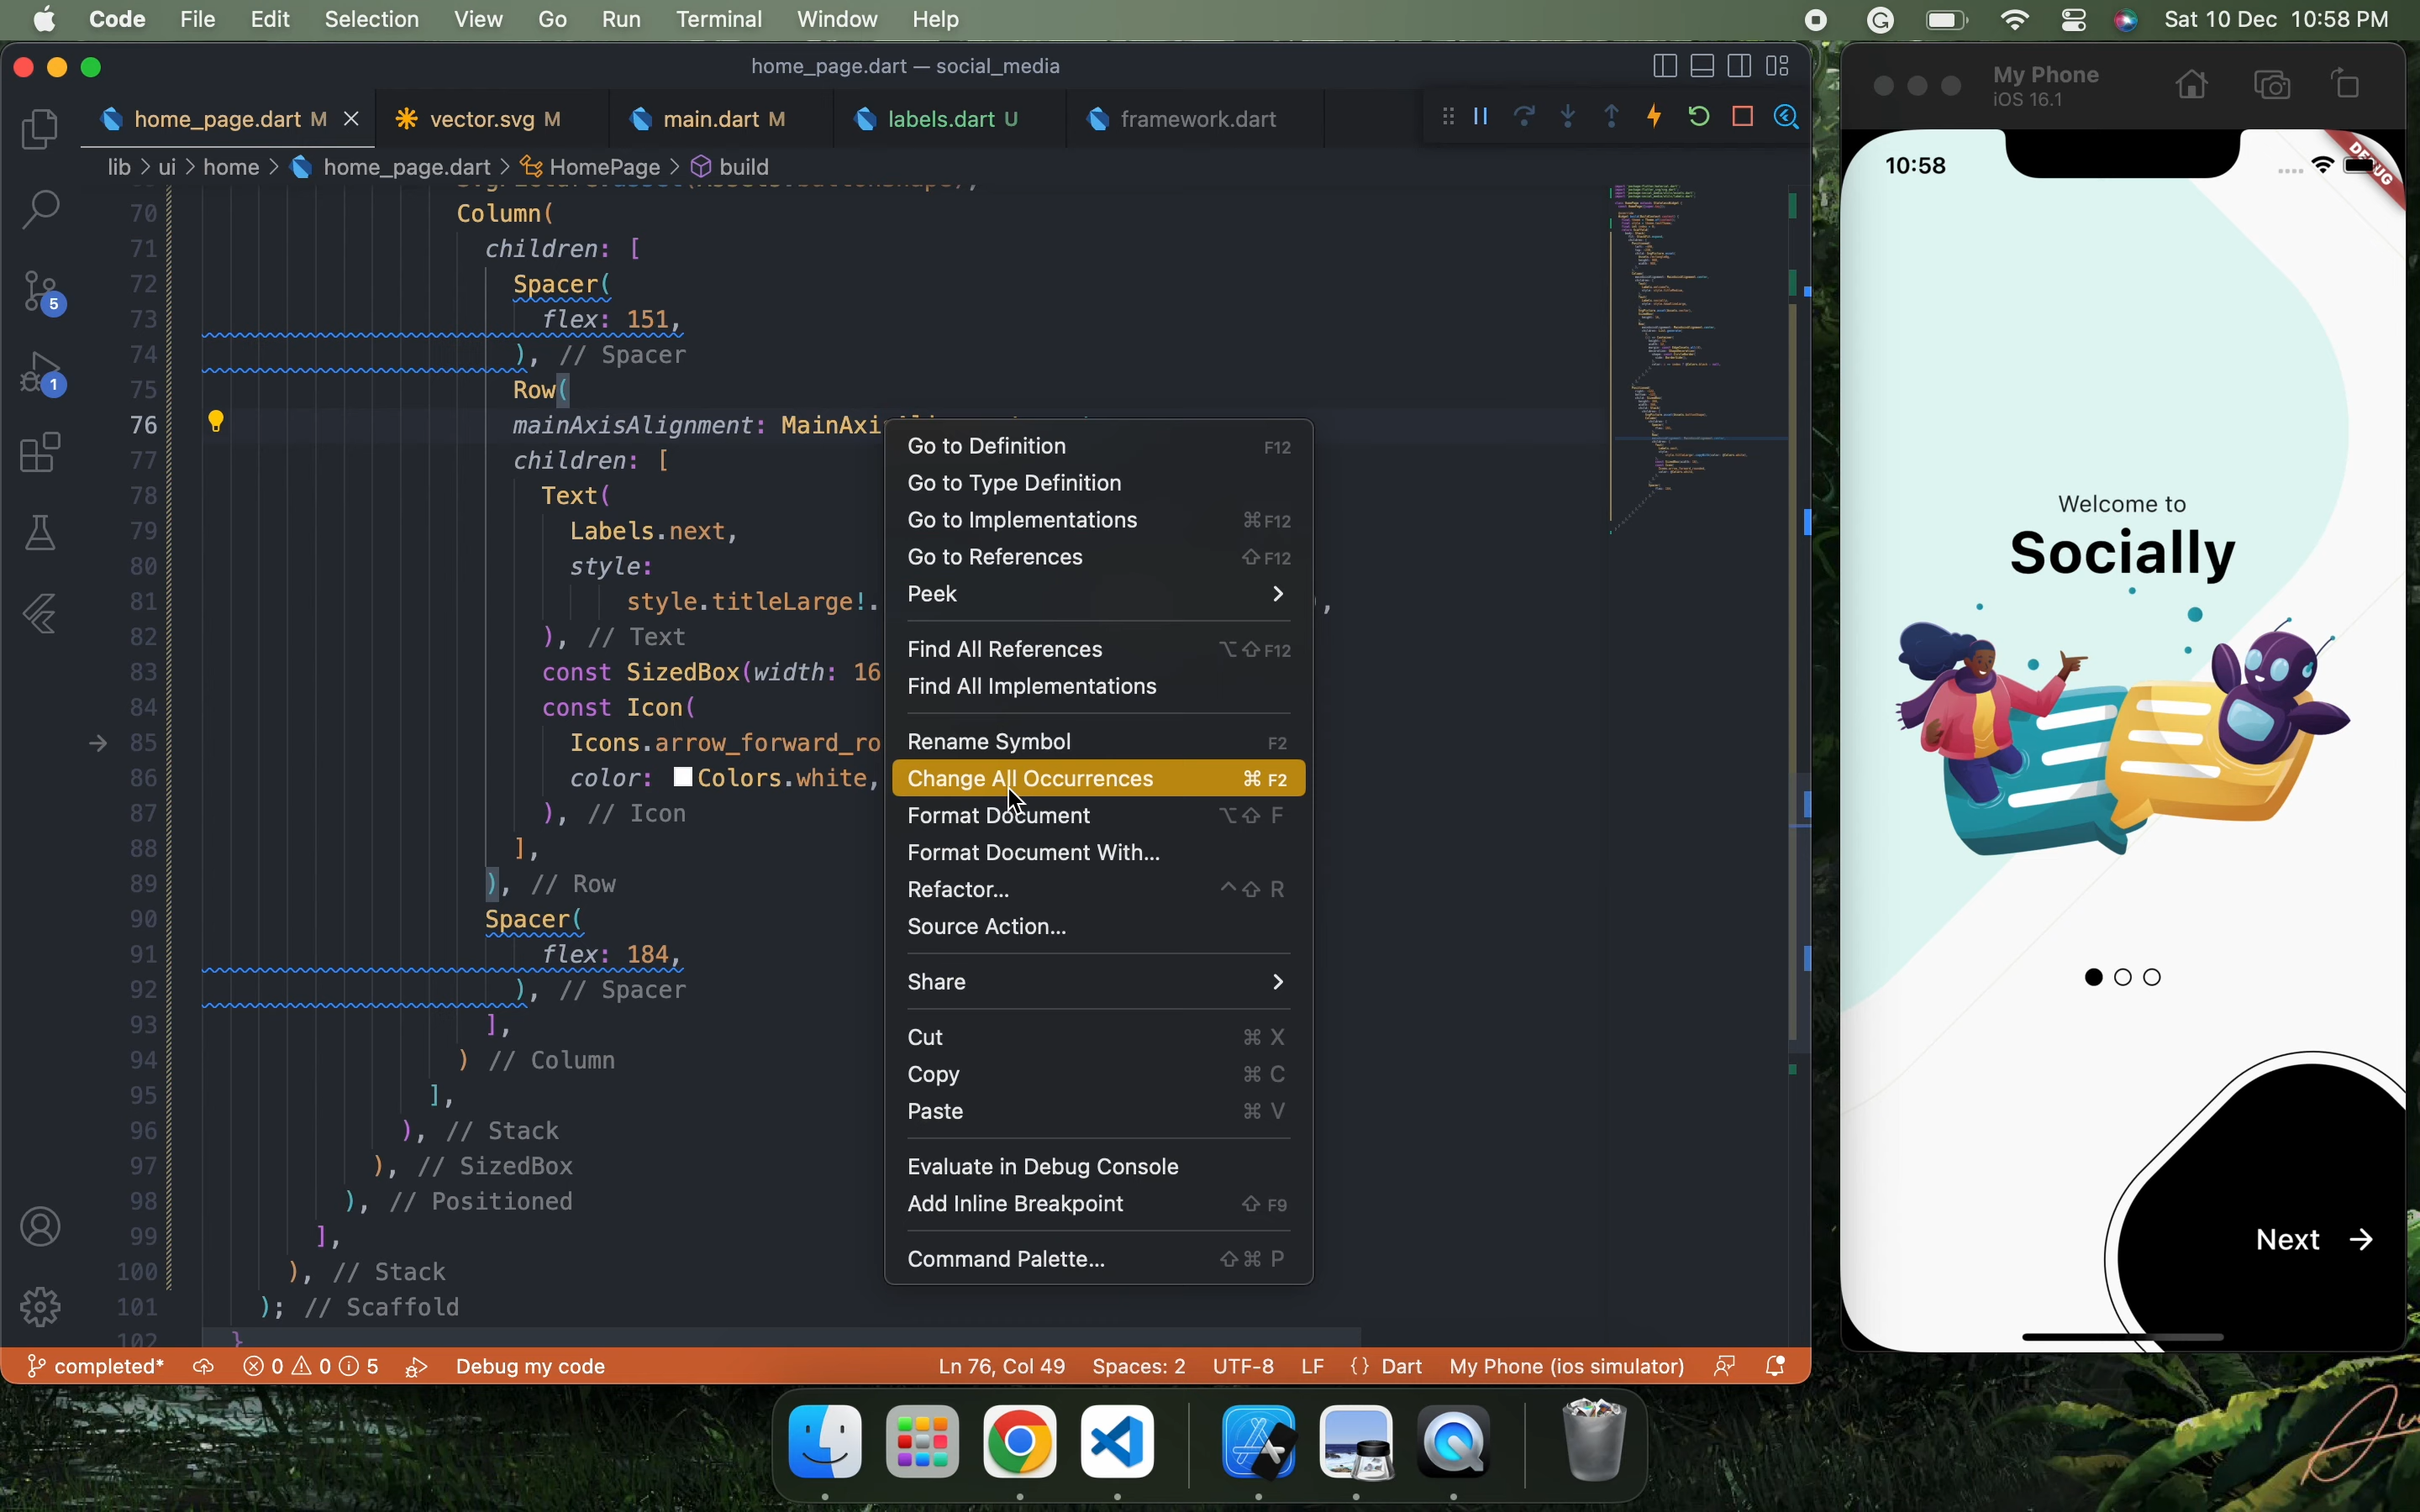 Code File Edit Selection View Go Run Terminal Window Help
Sat 10 Dec 10:58 PM
home_page.dart — social_media
home_page.dart M
vector.svg M
main.dart M
labels.dart U
framework.dart
lib > ui > home > home_page.dart > HomePage > build
70 Column(
71 children: [
72 Spacer(
73 flex: 151,
74 ), // Spacer
75 Row(
76 mainAxisAlignment: MainAxi
77 children: [
78 Text(
79 Labels.next,
80 style:
81 style.titleLarge!.
82 ), // Text
83 const SizedBox(width: 16
84 const Icon(
85 Icons.arrow_forward_ro
86 color: Colors.white,
87 ), // Icon
88 ],
89 ), // Row
90 Spacer(
91 flex: 184,
92 ), // Spacer
93 ],
94 ) // Column
95 ],
96 ), // Stack
97 ), // SizedBox
98 ), // Positioned
99 ],
100 ), // Stack
101 ); // Scaffold
102 }
5
1
Go to Definition F12
Go to Type Definition
Go to Implementations ⌘F12
Go to References ⇧F12
Peek >
Find All References ⌥⇧F12
Find All Implementations
Rename Symbol F2
Change All Occurrences ⌘F2
Format Document ⌥⇧F
Format Document With...
Refactor... ^⇧R
Source Action...
Share >
Cut ⌘X
Copy ⌘C
Paste ⌘V
Evaluate in Debug Console
Add Inline Breakpoint ⇧F9
Command Palette... ⇧⌘P
completed* 0 0 5 Debug my code
Ln 76, Col 49 Spaces: 2 UTF-8 LF {} Dart My Phone (ios simulator)
My Phone
iOS 16.1
10:58
DEBUG
Welcome to
Socially
Next →